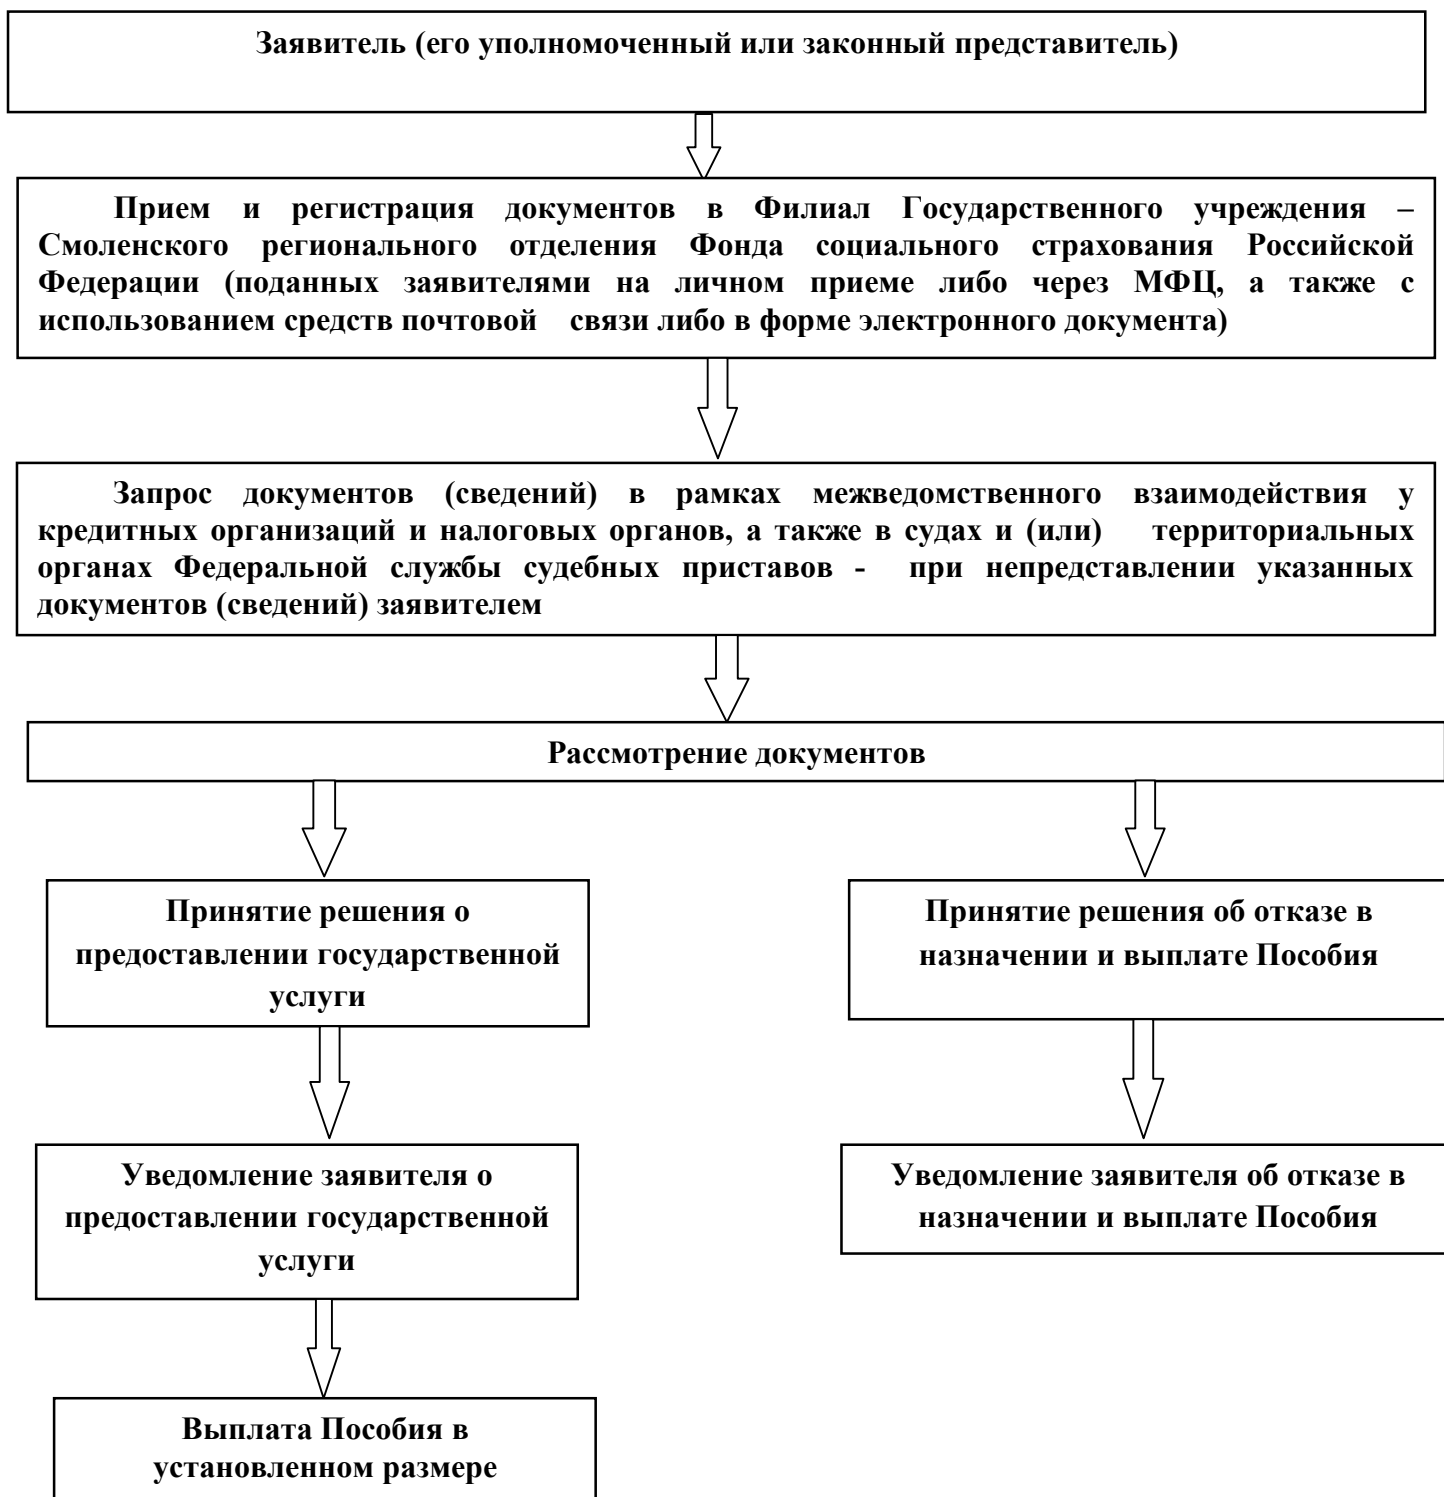 Заявитель (его уполномоченный или законный представитель)
Прием и регистрация документов в Филиал Государственного учреждения –
Смоленского регионального отделения Фонда социального страхования Российской
Федерации (поданных заявителями на личном приеме либо через МФЦ, а также с
использованием средств почтовой связи либо в форме электронного документа)
Запрос документов (сведений) в рамках межведомственного взаимодействия у
кредитных организаций и налоговых органов, а также в судах и (или) территориальных
органах Федеральной службы судебных приставов - при непредставлении указанных
документов (сведений) заявителем
Рассмотрение документов
Принятие решения о
предоставлении государственной
услуги
Принятие решения об отказе в
назначении и выплате Пособия
Уведомление заявителя о
предоставлении государственной
услуги
Уведомление заявителя об отказе в
назначении и выплате Пособия
Выплата Пособия в
установленном размере